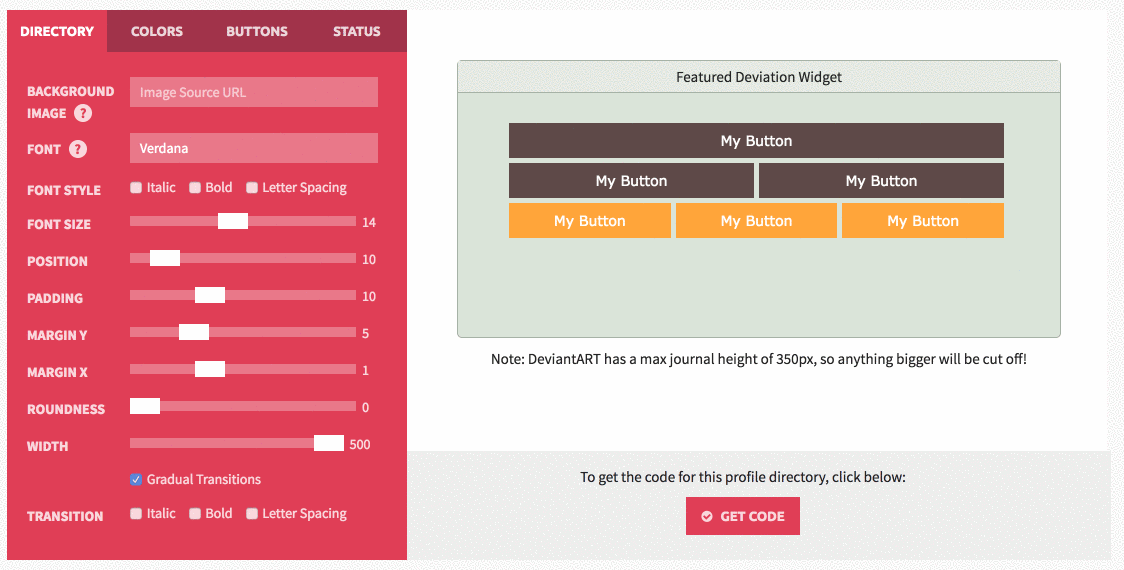 DIRECTORY COLORS BUTTONS STATUS
BACKGROUND IMAGE ? Image Source URL
FONT ? Verdana
FONT STYLE Italic Bold Letter Spacing
FONT SIZE 14
POSITION 10
PADDING 10
MARGIN Y 5
MARGIN X 1
ROUNDNESS 0
WIDTH 500
Gradual Transitions
TRANSITION Italic Bold Letter Spacing
Featured Deviation Widget
My Button
My Button My Button
My Button My Button My Button
Note: DeviantART has a max journal height of 350px, so anything bigger will be cut off!
To get the code for this profile directory, click below:
GET CODE